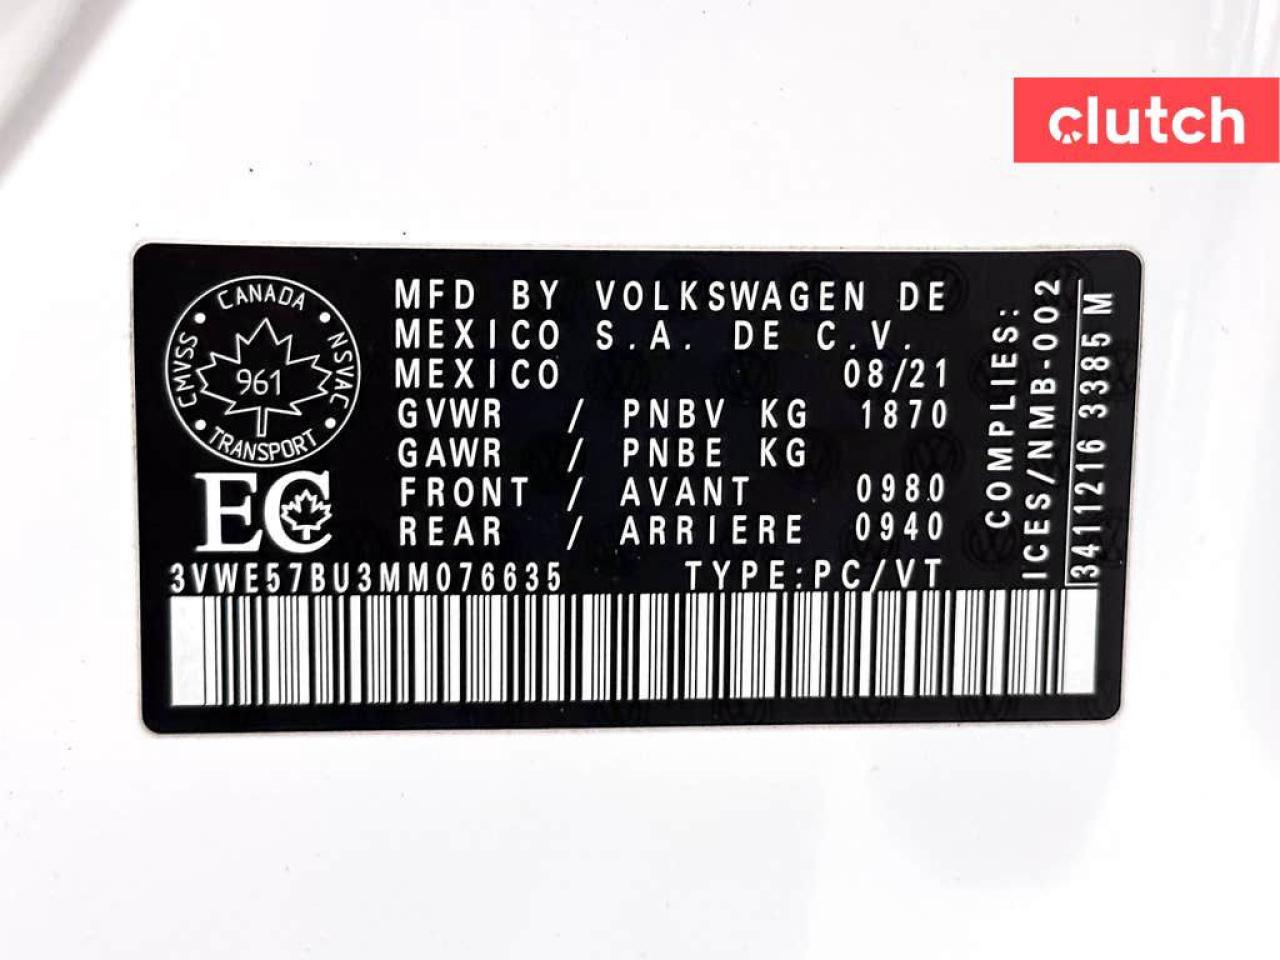 clutch
CANADA
CMVSS
NSVAC
961
TRANSPORT
EC
MFD BY VOLKSWAGEN DE
MEXICO S.A. DE C.V.
MEXICO 08/21
GVWR / PNBV KG 1870
GAWR / PNBE KG
FRONT / AVANT 0980
REAR / ARRIERE 0940
3VWE57BU3MM076635 TYPE:PC/VT
COMPLIES:
ICES/NMB-002
3411216 3385 M